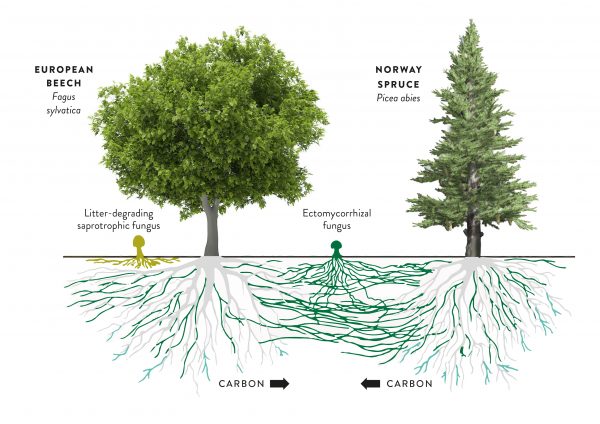 EUROPEAN
BEECH
Fagus
sylvatica
NORWAY
SPRUCE
Picea abies
Litter-degrading
saprotrophic fungus
Ectomycorrhizal
fungus
CARBON
CARBON